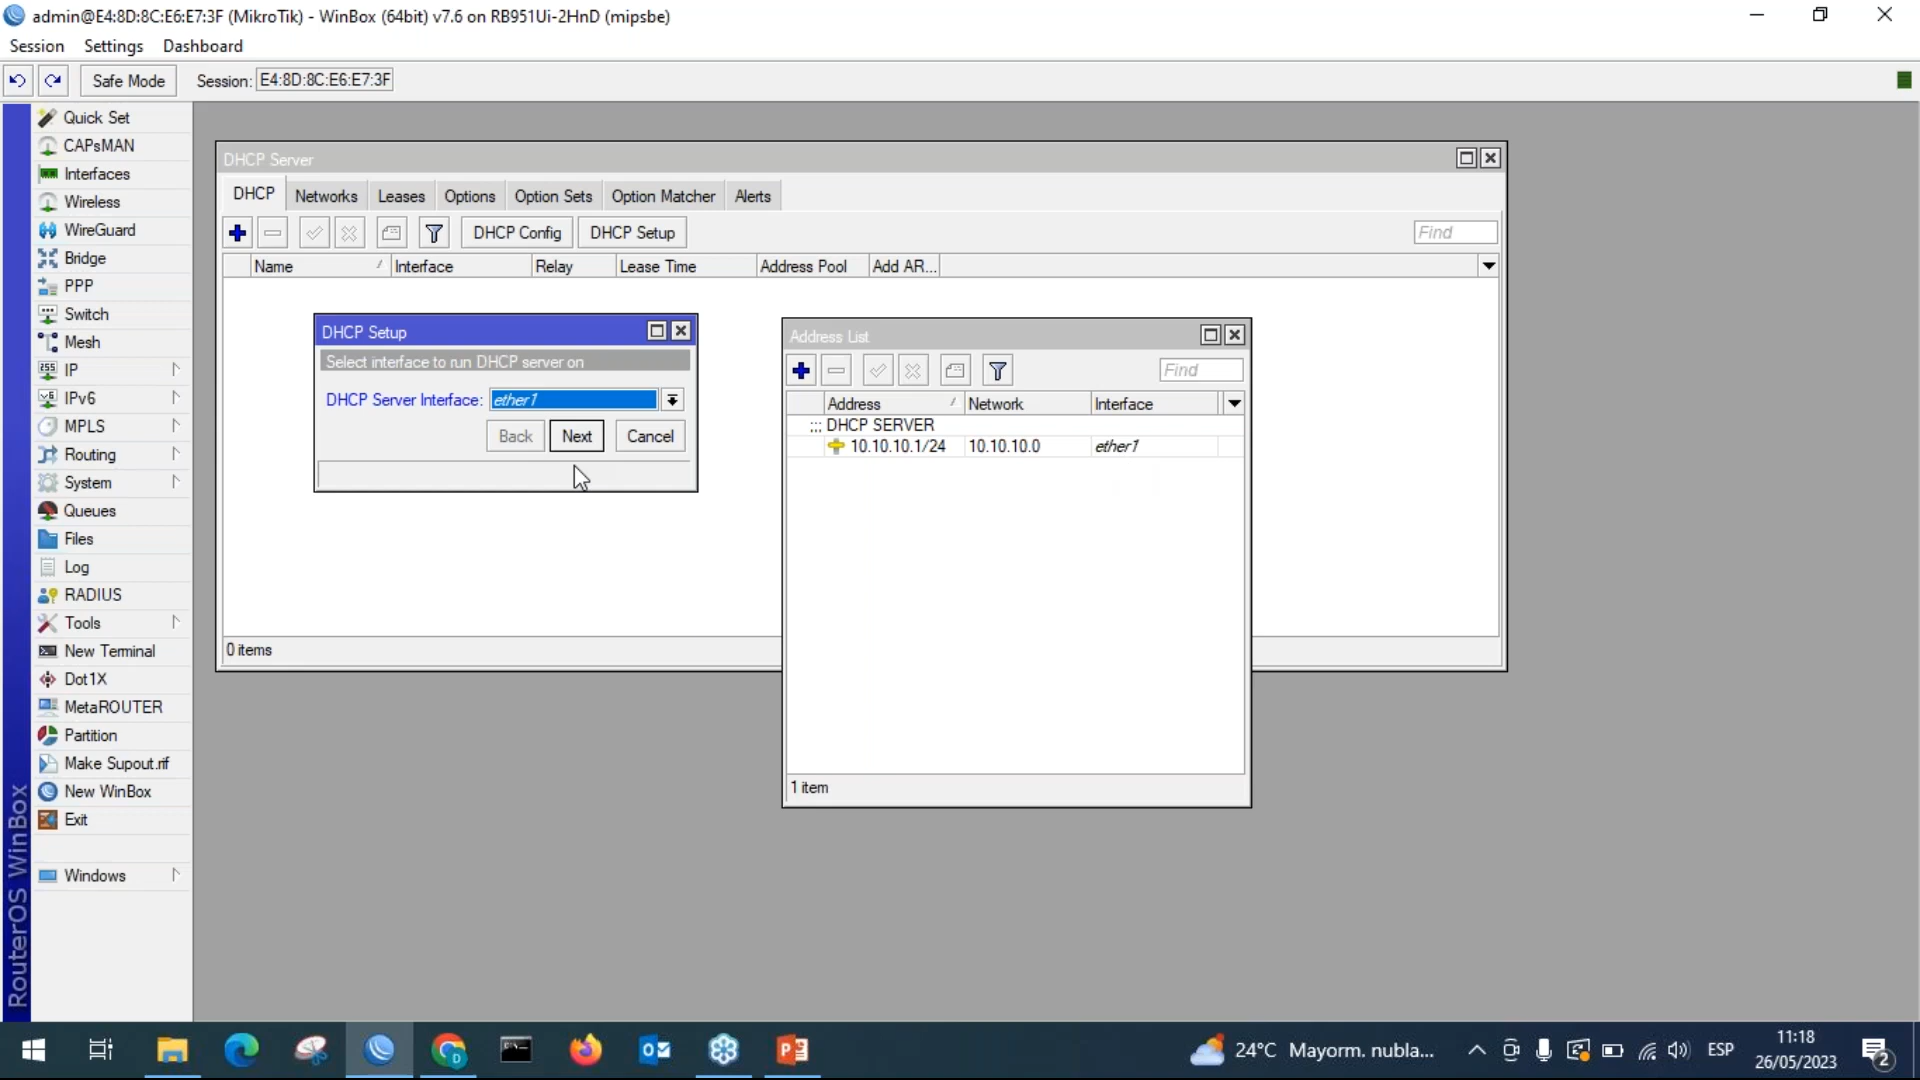 admin@E4:8D:8C:E6:E7:3F (MikroTik) - WinBox (64bit) v7.6 on RB951Ui-2HnD (mipsbe)
Session Settings Dashboard
Safe Mode Session: E4:8D:8C:E6:E7:3F
Quick Set
CAPsMAN
Interfaces
Wireless
WireGuard
Bridge
PPP
Switch
Mesh
IP
IPv6
MPLS
Routing
System
Queues
Files
Log
RADIUS
Tools
New Terminal
Dot1X
MetaROUTER
Partition
Make Supout.rif
New WinBox
Exit
Windows
RouterOS WinBox
DHCP Server
DHCP Networks Leases Options Option Sets Option Matcher Alerts
DHCP Config DHCP Setup Find
Name Interface Relay Lease Time Address Pool Add AR...
0 items
DHCP Setup
Select interface to run DHCP server on
DHCP Server Interface: ether1
Back Next Cancel
Address List
Find
Address Network Interface
;;; DHCP SERVER
10.10.10.1/24 10.10.10.0 ether1
1 item
24°C Mayorm. nubla... ESP 11:18
26/05/2023
2